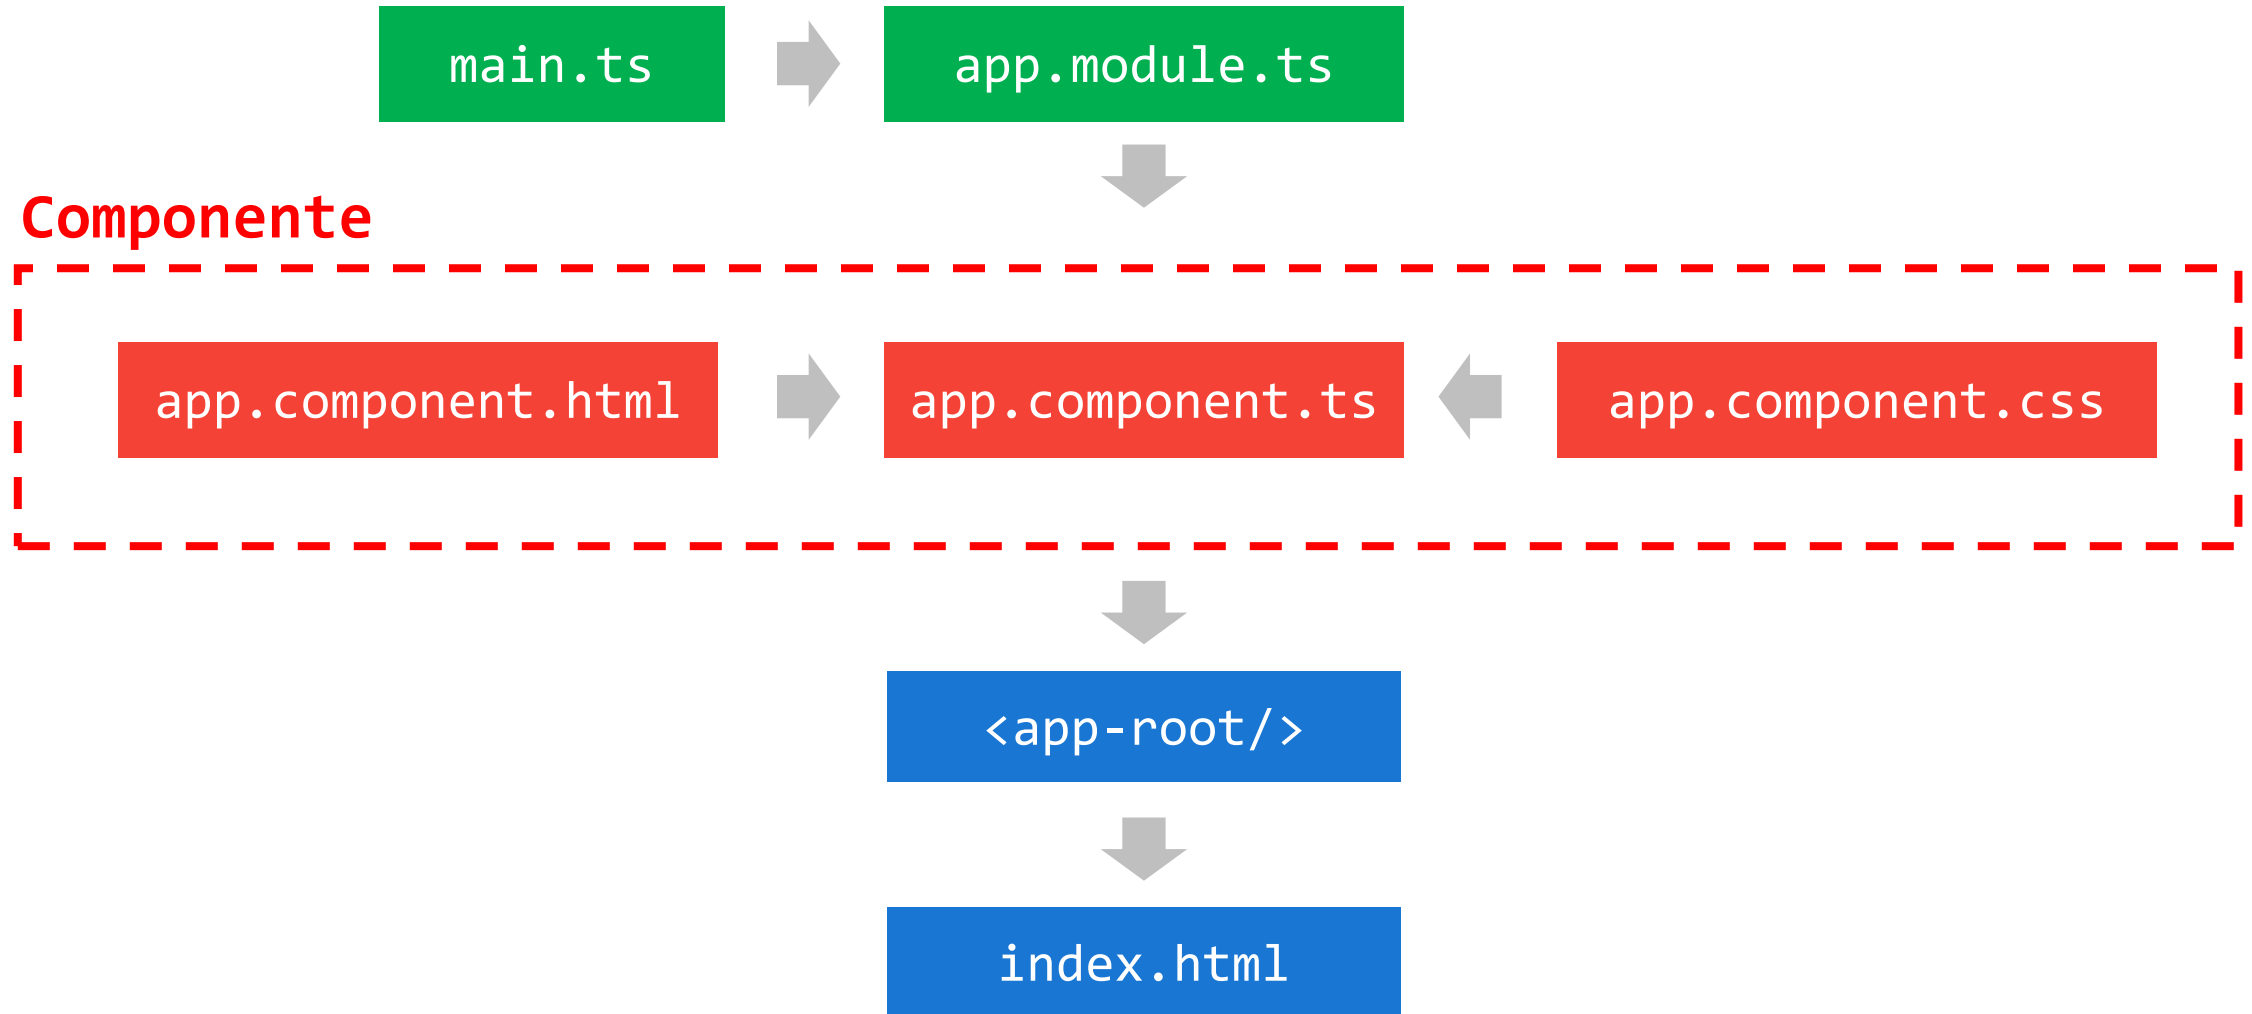 main.ts
app.module.ts
Componente
app.component.html
app.component.ts
app.component.css
<app-root/>
index.html